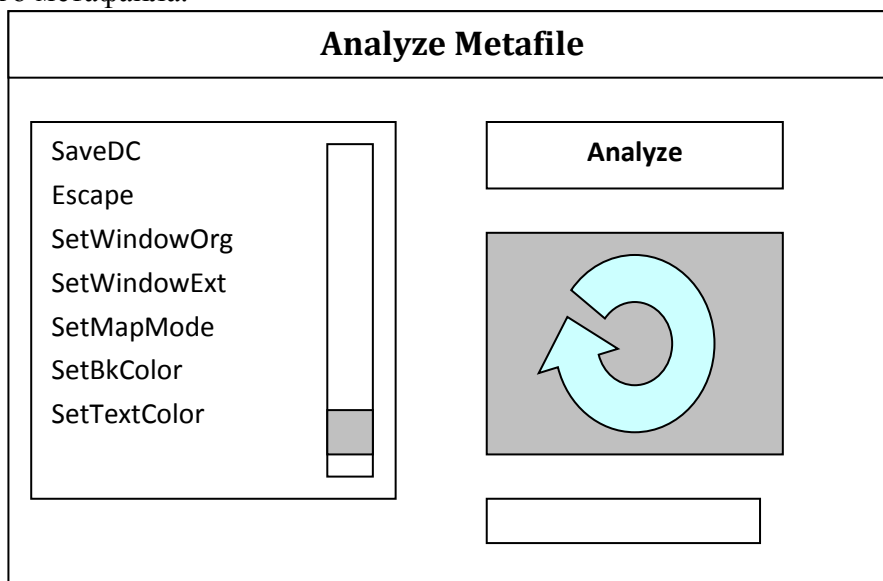 Analyze Metafile
SaveDC
Escape
SetWindowOrg
SetWindowExt
SetMapMode
SetBkColor
SetTextColor
Analyze